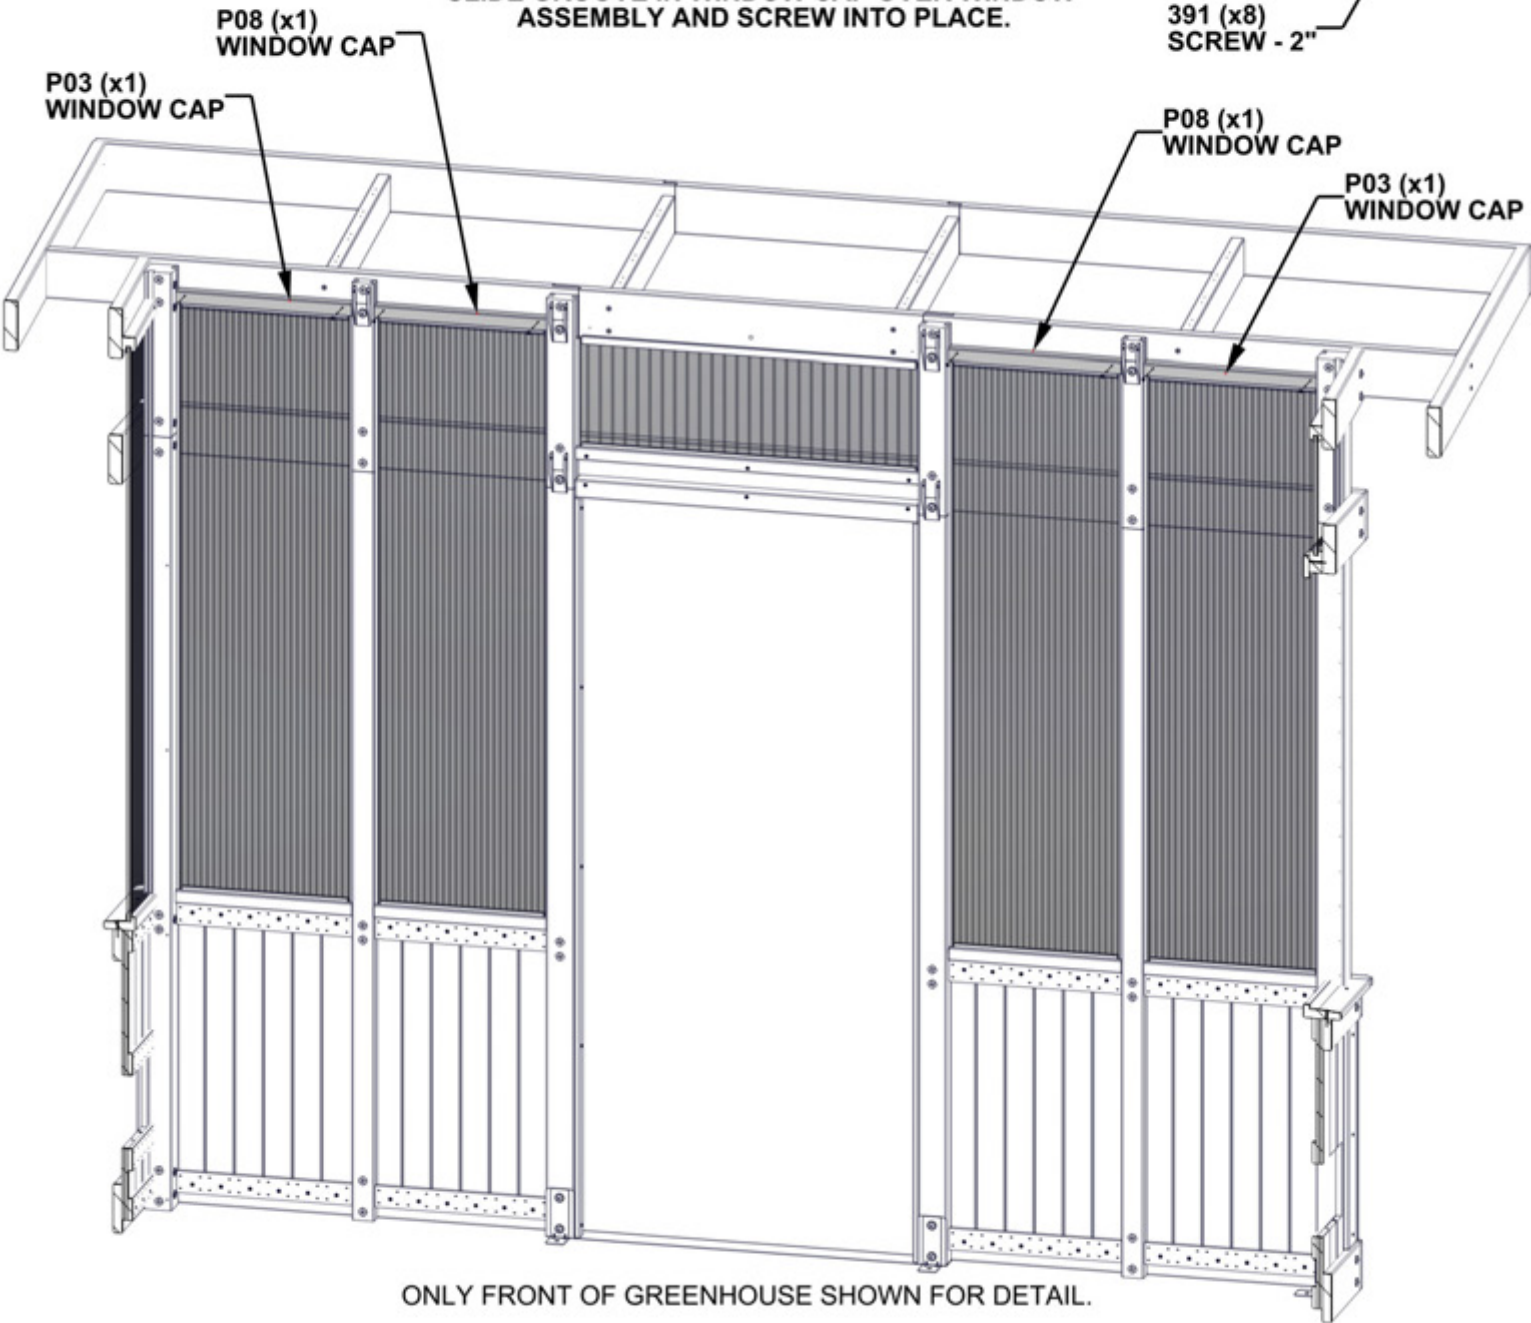 ASSEMBLY AND SCREW INTO PLACE.
391 (x8)
SCREW - 2"
P08 (x1)
WINDOW CAP
P03 (x1)
WINDOW CAP
P08 (x1)
WINDOW CAP
P03 (x1)
WINDOW CAP
ONLY FRONT OF GREENHOUSE SHOWN FOR DETAIL.